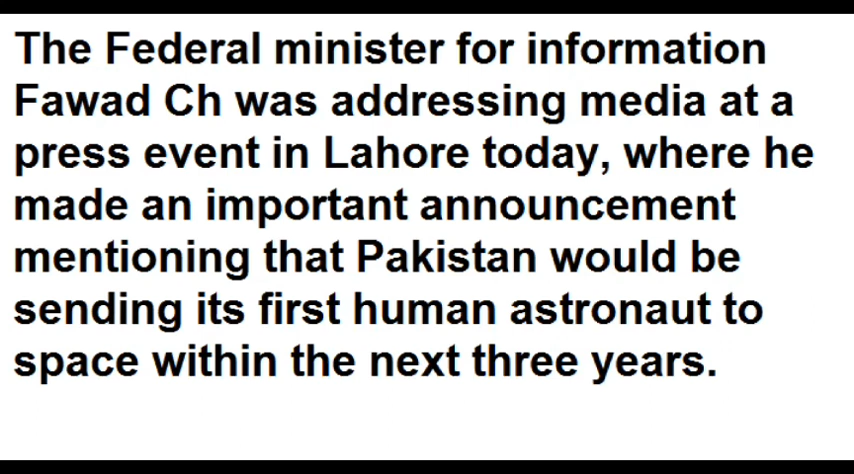 The Federal minister for information
Fawad Ch was addressing media at a
press event in Lahore today, where he
made an important announcement
mentioning that Pakistan would be
sending its first human astronaut to
space within the next three years.